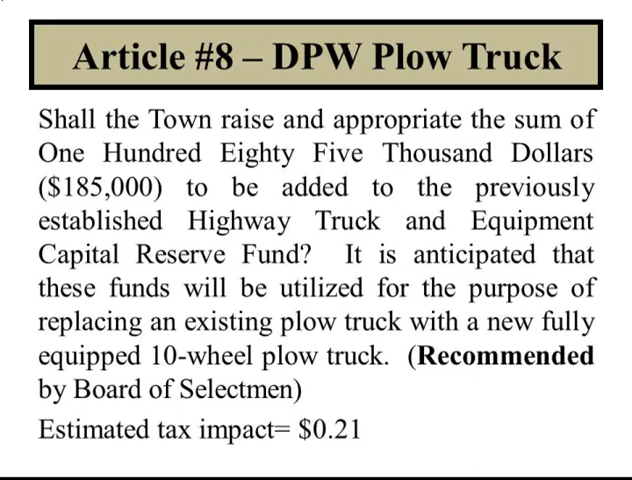 Article #8 – DPW Plow Truck
Shall the Town raise and appropriate the sum of
One Hundred Eighty Five Thousand Dollars
($185,000) to be added to the previously
established Highway Truck and Equipment
Capital Reserve Fund? It is anticipated that
these funds will be utilized for the purpose of
replacing an existing plow truck with a new fully
equipped 10-wheel plow truck. (Recommended
by Board of Selectmen)
Estimated tax impact= $0.21